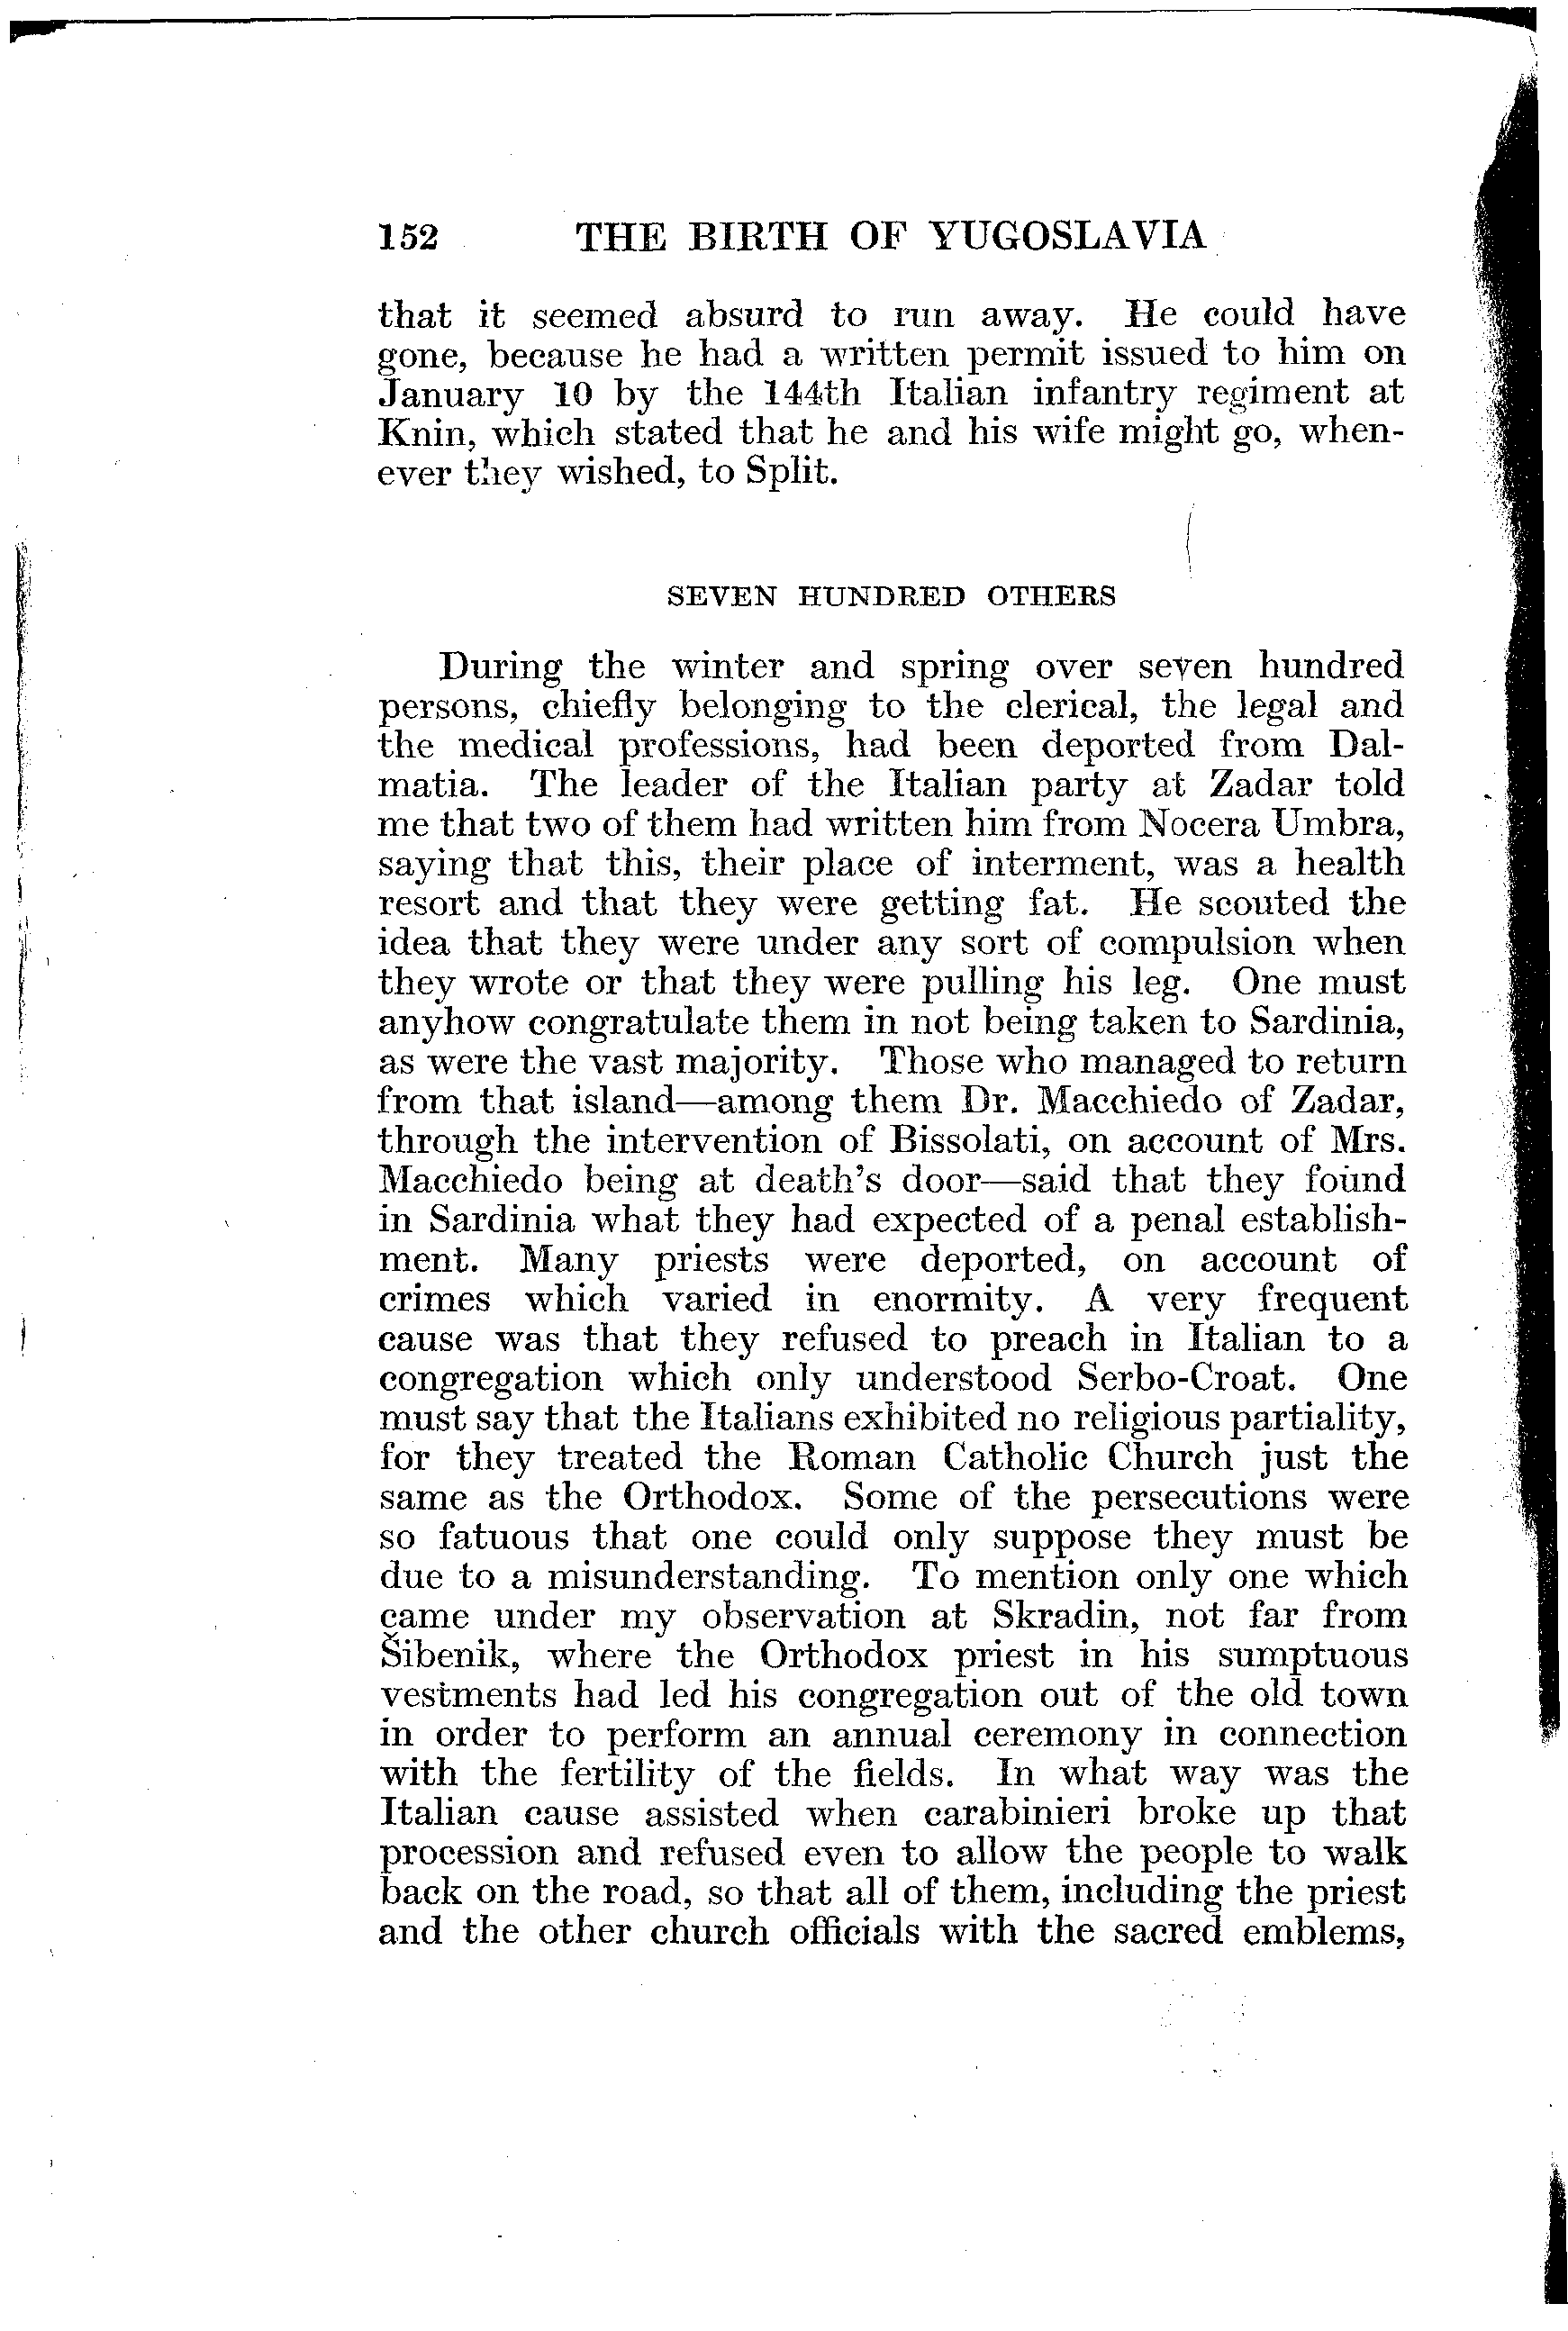 152 THE BIRTH OF YUGOSLAVIA
that it seemed absurd to run away. He could have
gone, because he had a written permit issued to him on
January 10 by the 144th Italian infantry regiment at
Knin, which stated that he and his wife might go, when-
ever they wished, to Split.
SEVEN HUNDRED OTHERS
During the winter and spring over seven hundred
persons, chiefly belonging to the clerical, the legal and
the medical professions, had been deported from Dal-
matia. The leader of the Italian party at Zadar told
me that two of them had written him from Nocera Umbra,
saying that this, their place of interment, was a health
resort and that they were getting fat. He scouted the
idea that they were under any sort of compulsion when
they wrote or that they were pulling his leg. One must
anyhow congratulate them in not being taken to Sardinia,
as were the vast majority. Those who managed to return
from that island—among them Dr. Macchiedo of Zadar,
through the intervention of Bissolati, on account of Mrs.
Macchiedo being at death's door—said that they found
in Sardinia what they had expected of a penal establish-
ment. Many priests were deported, on account of
crimes which varied in enormity. A very frequent
cause was that they refused to preach in Italian to a
congregation which only understood Serbo-Croat. One
must say that the Italians exhibited no religious partiality,
for they treated the Roman Catholic Church just the
same as the Orthodox. Some of the persecutions were
so fatuous that one could only suppose they must be
due to a misunderstanding. To mention only one which
came under my observation at Skradin, not far from
Šibenik, where the Orthodox priest in his sumptuous
vestments had led his congregation out of the old town
in order to perform an annual ceremony in connection
with the fertility of the fields. In what way was the
Italian cause assisted when carabinieri broke up that
procession and refused even to allow the people to walk
back on the road, so that all of them, including the priest
and the other church officials with the sacred emblems,